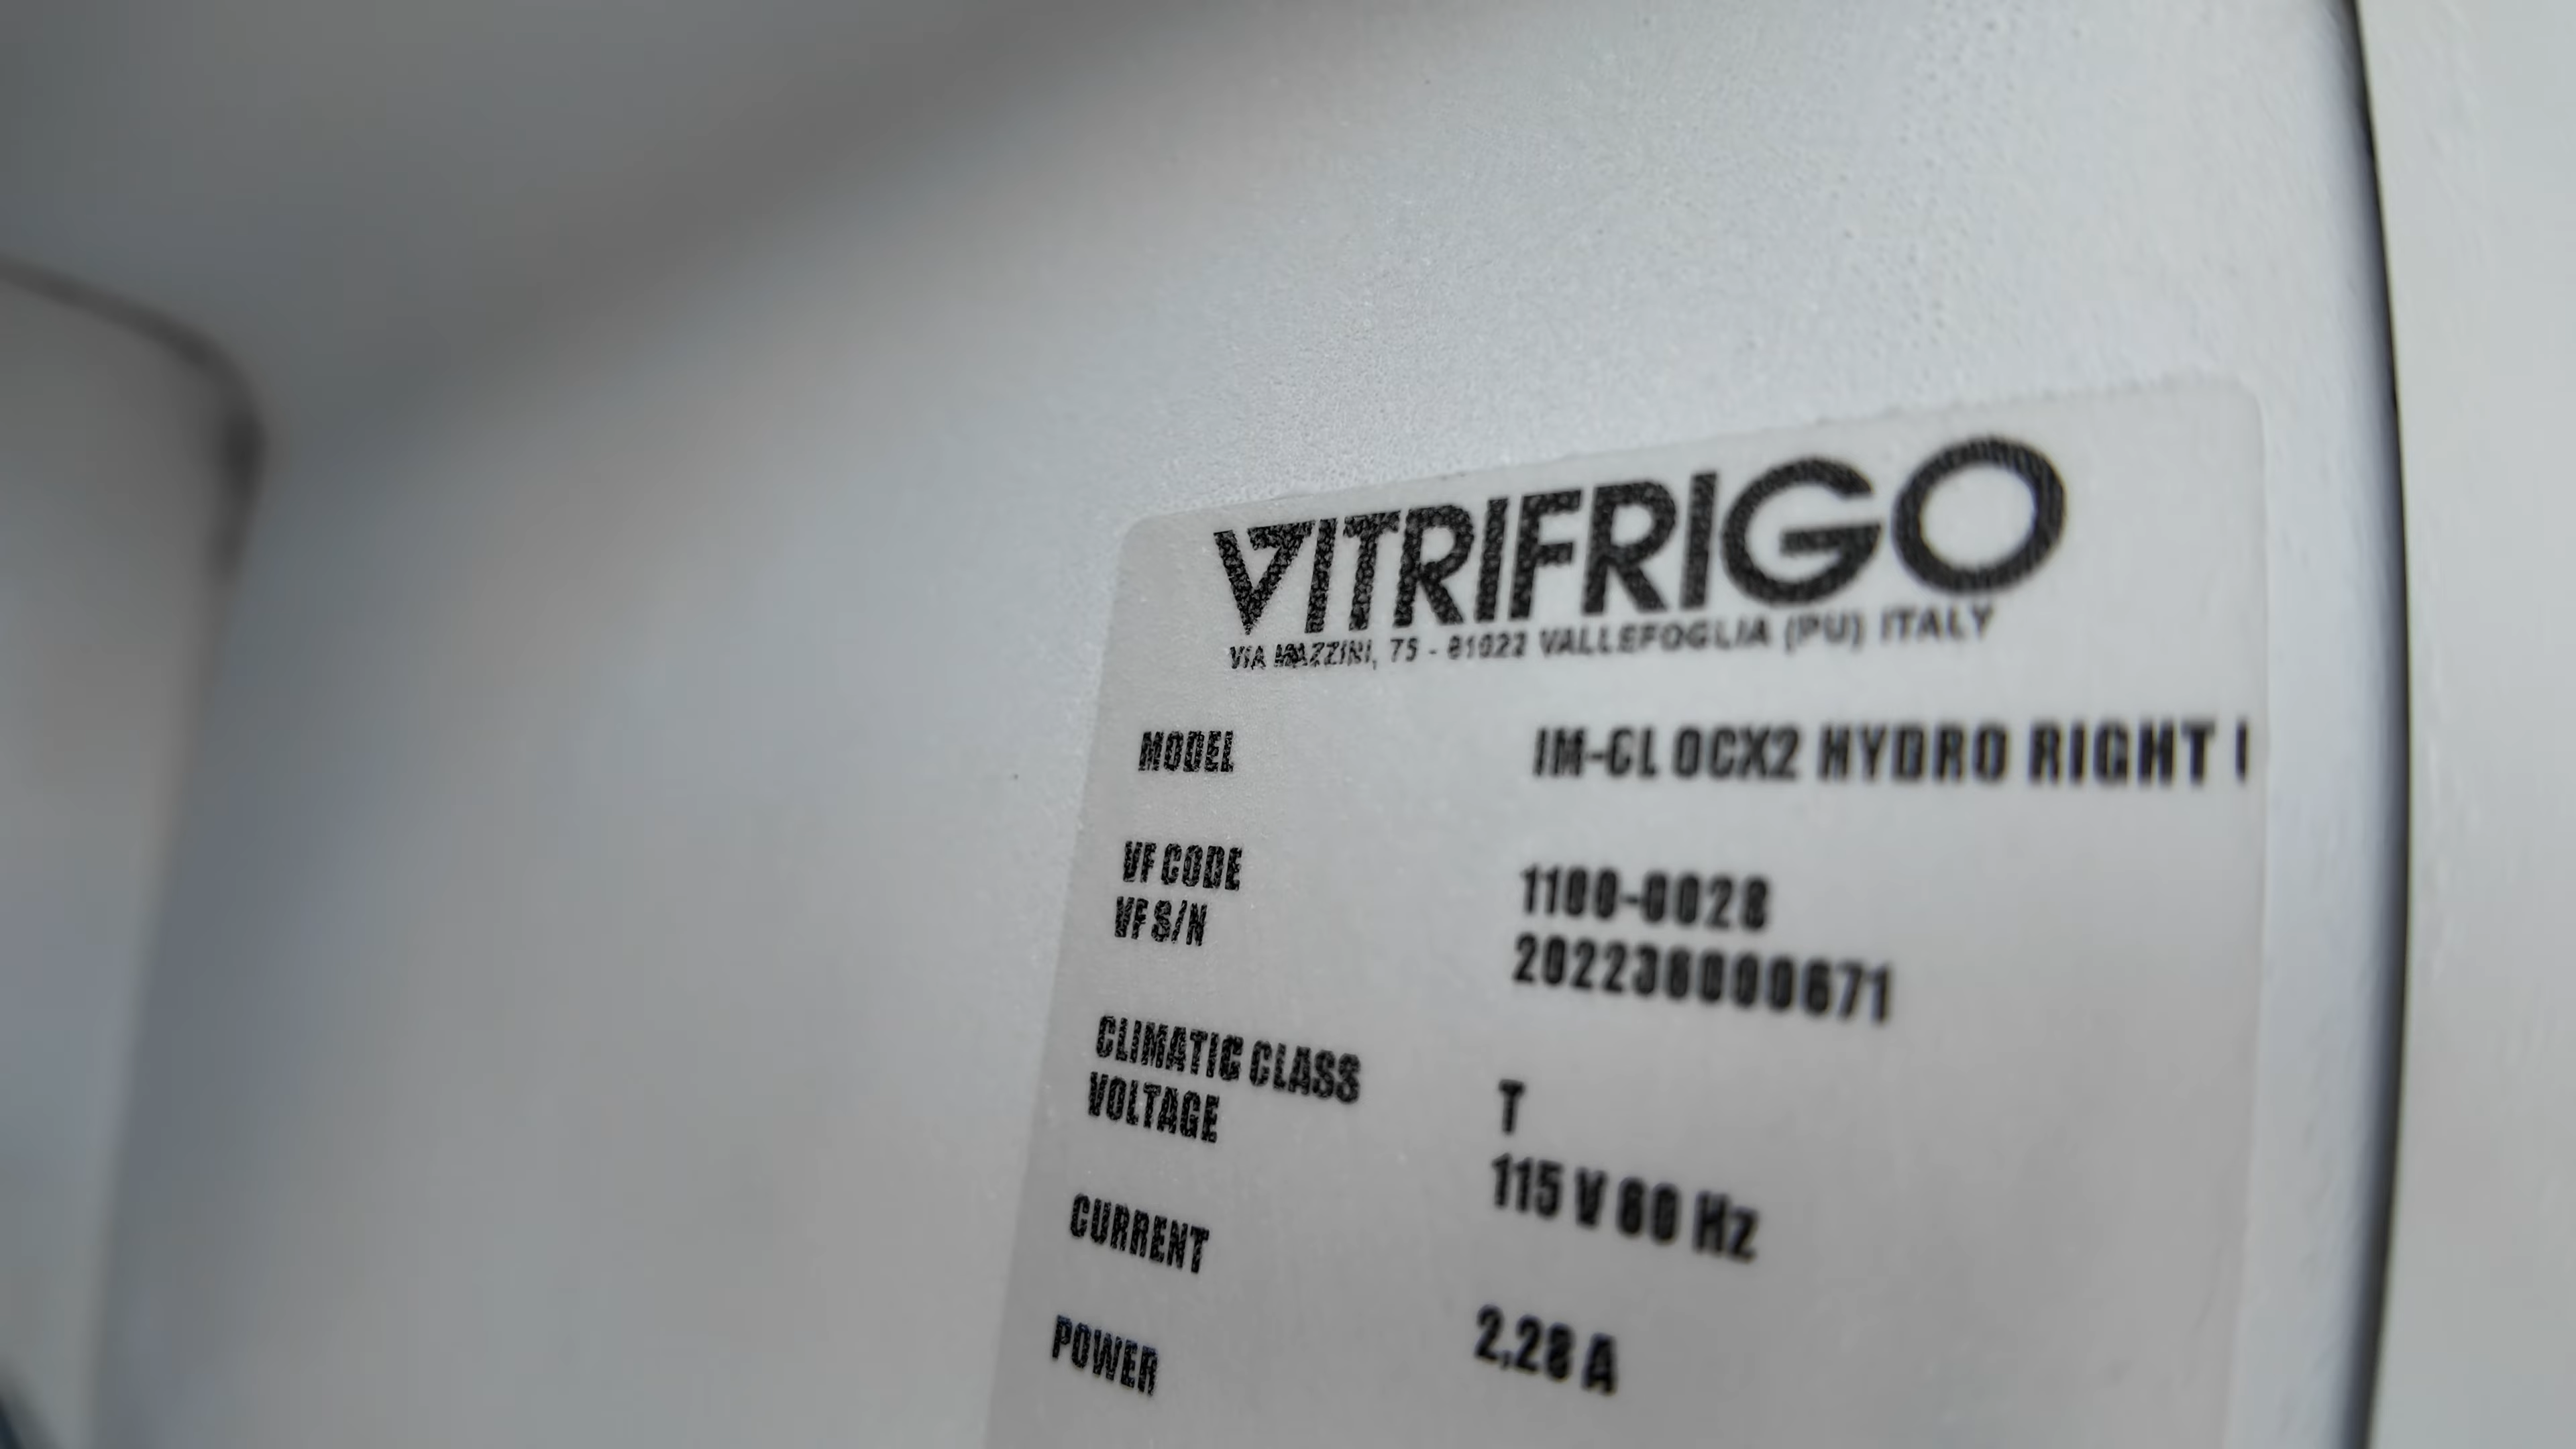 VITRIFRIGO
VIA MAZZINI, 75 - 61022 VALLEFOGLIA (PU) ITALY
MODEL IM-CL OCX2 HYDRO RIGHT
VF CODE 1100-0028
VF S/N 202238000671
CLIMATIC CLASS T
VOLTAGE 115 V 60 Hz
CURRENT 2,28 A
POWER